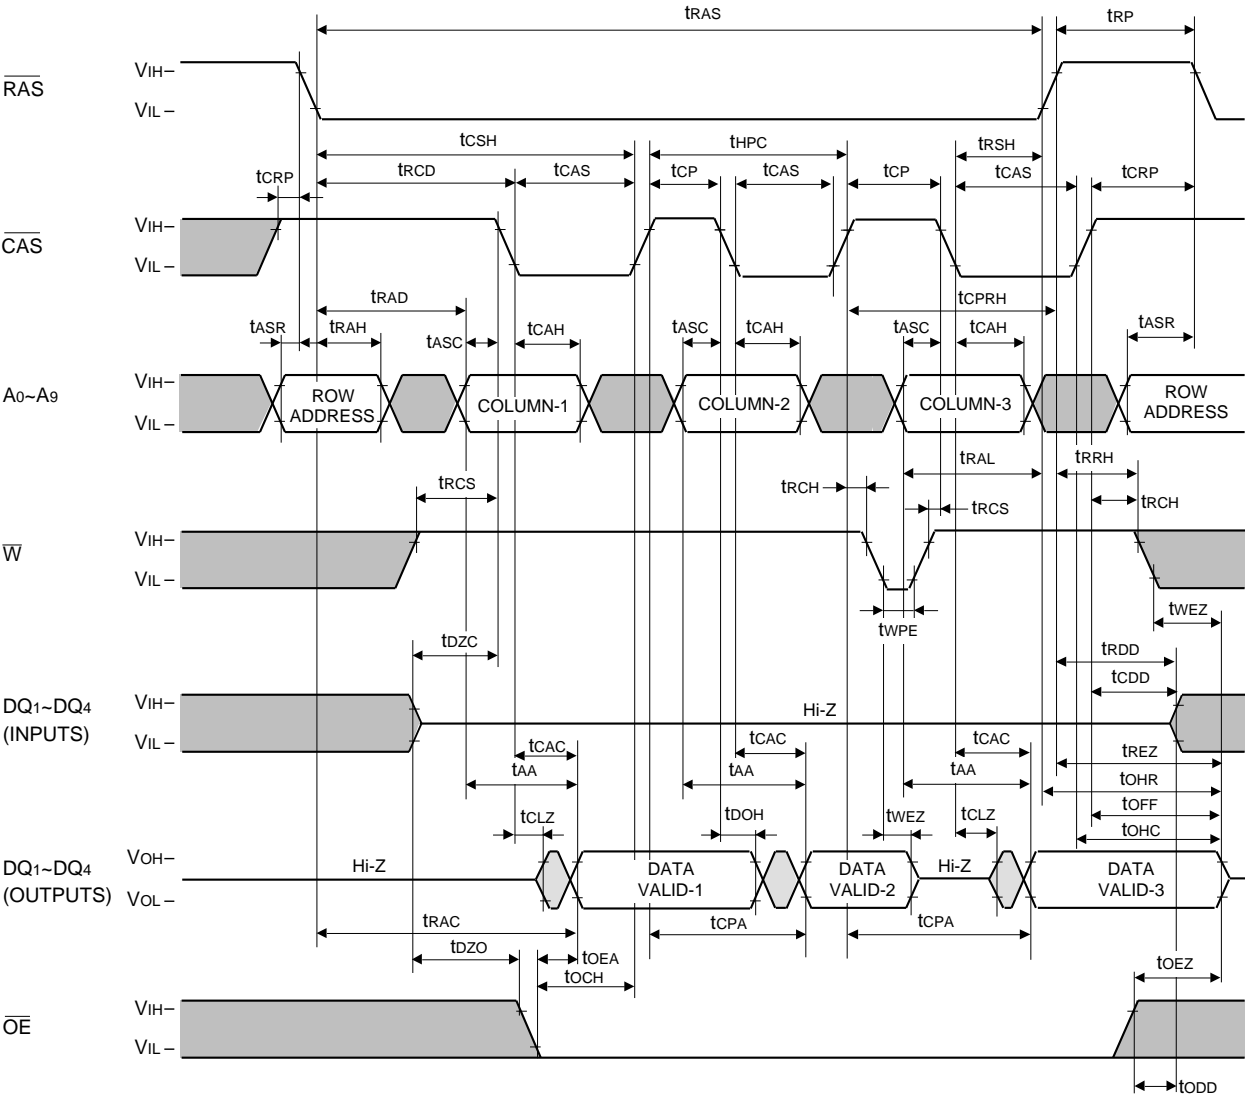 tRAS tRP
RAS VIH–
VIL –
tCSH tHPC tRSH
tCRP tRCD tCAS tCP tCAS tCP tCAS tCRP
CAS VIH–
VIL –
tRAD tCPRH
tASR tRAH tASC tCAH tASC tCAH tASC tCAH tASR
A0~A9 VIH–
VIL –
ROW ADDRESS COLUMN-1 COLUMN-2 COLUMN-3 ROW ADDRESS
tRAL tRRH
tRCS tRCH tRCS tRCH
W VIH–
VIL –
tWPE tWEZ
tDZC tRDD
tCDD
DQ1~DQ4 (INPUTS) VIH–
VIL –
Hi-Z
tCAC tCAC tCAC tREZ
tAA tAA tAA tOHR
tCLZ tDOH tWEZ tCLZ tOFF
tOHC
DQ1~DQ4 (OUTPUTS) VOH–
VOL –
Hi-Z DATA VALID-1 DATA VALID-2 Hi-Z DATA VALID-3
tRAC tCPA tCPA
tDZO tOEA
tOCH tOEZ
OE VIH–
VIL –
tODD